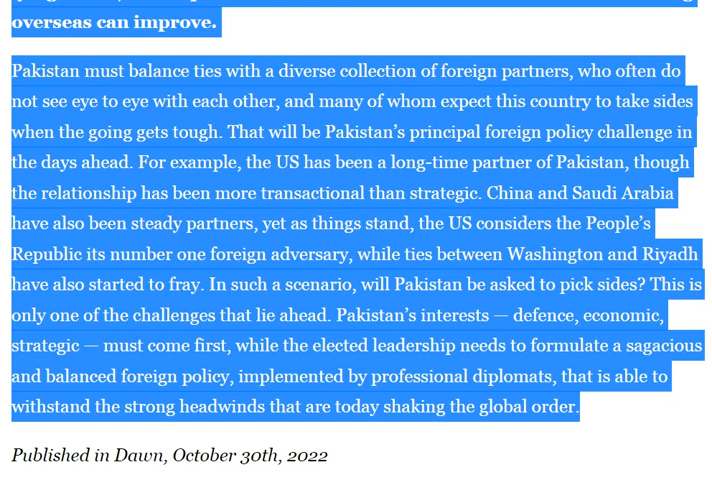 overseas can improve.
Pakistan must balance ties with a diverse collection of foreign partners, who often do
not see eye to eye with each other, and many of whom expect this country to take sides
when the going gets tough. That will be Pakistan’s principal foreign policy challenge in
the days ahead. For example, the US has been a long-time partner of Pakistan, though
the relationship has been more transactional than strategic. China and Saudi Arabia
have also been steady partners, yet as things stand, the US considers the People’s
Republic its number one foreign adversary, while ties between Washington and Riyadh
have also started to fray. In such a scenario, will Pakistan be asked to pick sides? This is
only one of the challenges that lie ahead. Pakistan’s interests — defence, economic,
strategic — must come first, while the elected leadership needs to formulate a sagacious
and balanced foreign policy, implemented by professional diplomats, that is able to
withstand the strong headwinds that are today shaking the global order.
Published in Dawn, October 30th, 2022